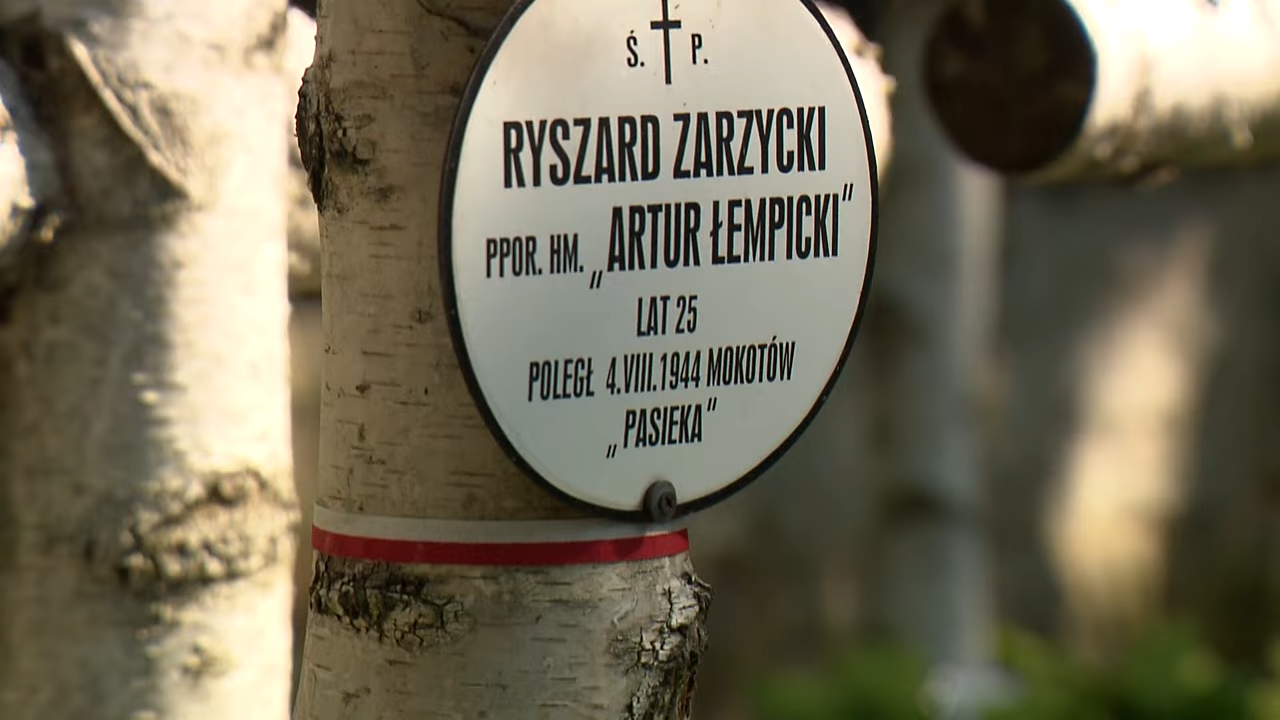 Ś. P.
RYSZARD ZARZYCKI
PPOR. HM. „ARTUR ŁEMPICKI"
LAT 25
POLEGŁ 4.VIII.1944 MOKOTÓW
„PASIEKA"